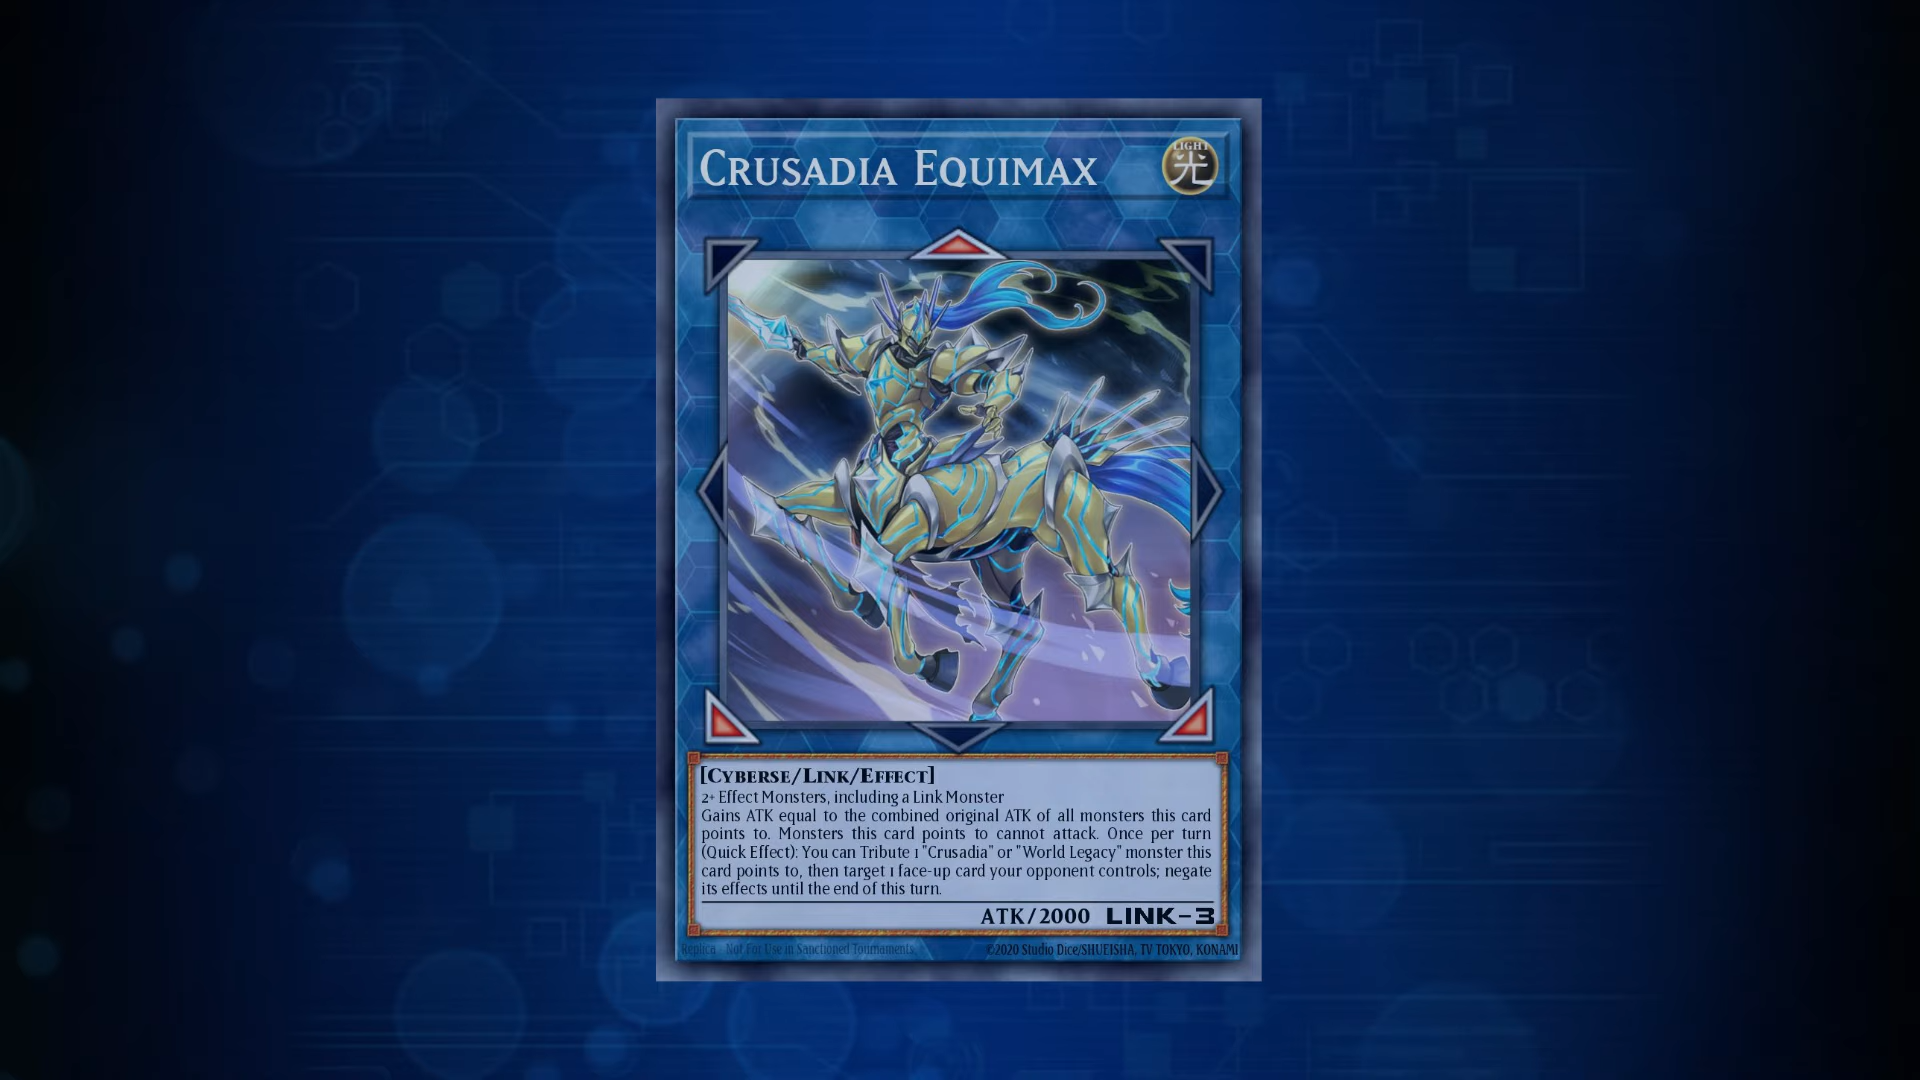 Crusadia Equimax
LIGHT
光
[Cyberse/Link/Effect]
2+ Effect Monsters, including a Link Monster
Gains ATK equal to the combined original ATK of all monsters this card
points to. Monsters this card points to cannot attack. Once per turn
(Quick Effect): You can Tribute 1 "Crusadia" or "World Legacy" monster this
card points to, then target 1 face-up card your opponent controls; negate
its effects until the end of this turn.
ATK/2000 LINK-3
Replica - Not For Use in Sanctioned Tournaments
©2020 Studio Dice/SHUEISHA, TV TOKYO, KONAMI